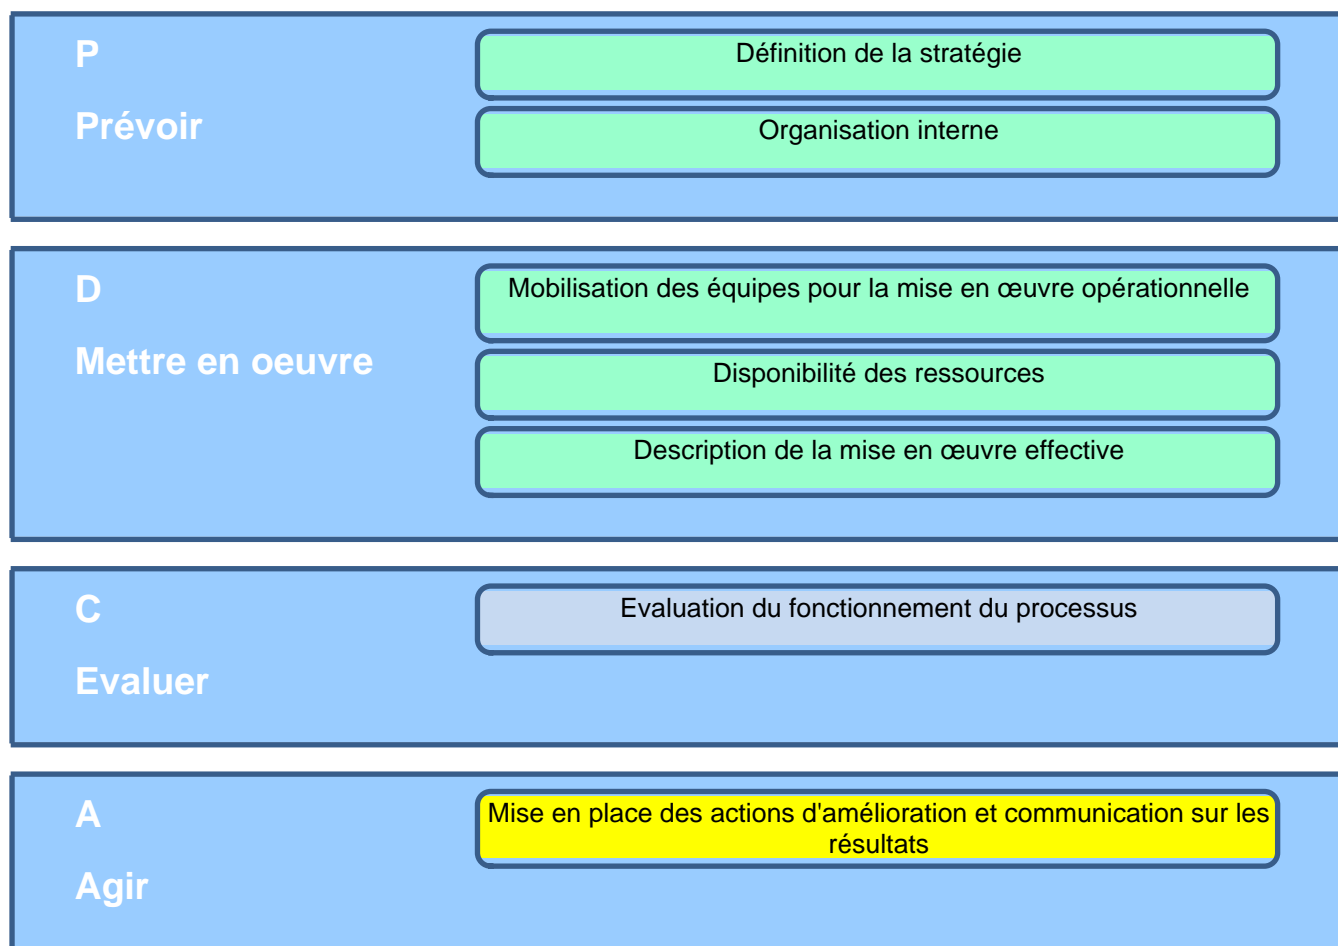 P
Définition de la stratégie
Prévoir
Organisation interne
D
Mobilisation des équipes pour la mise en œuvre opérationnelle
Mettre en oeuvre
Disponibilité des ressources
Description de la mise en œuvre effective
C
Evaluation du fonctionnement du processus
Evaluer
A
Mise en place des actions d'amélioration et communication sur les
résultats
Agir